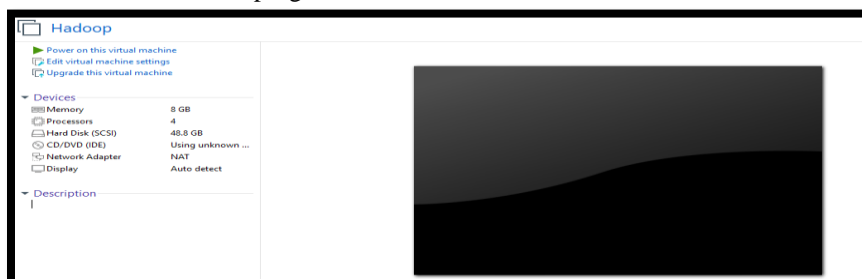 Hadoop
Power on this virtual machine
Edit virtual machine settings
Upgrade this virtual machine
Devices
Memory 8 GB
Processors 4
Hard Disk (SCSI) 48.8 GB
CD/DVD (IDE) Using unknown ...
Network Adapter NAT
Display Auto detect
Description